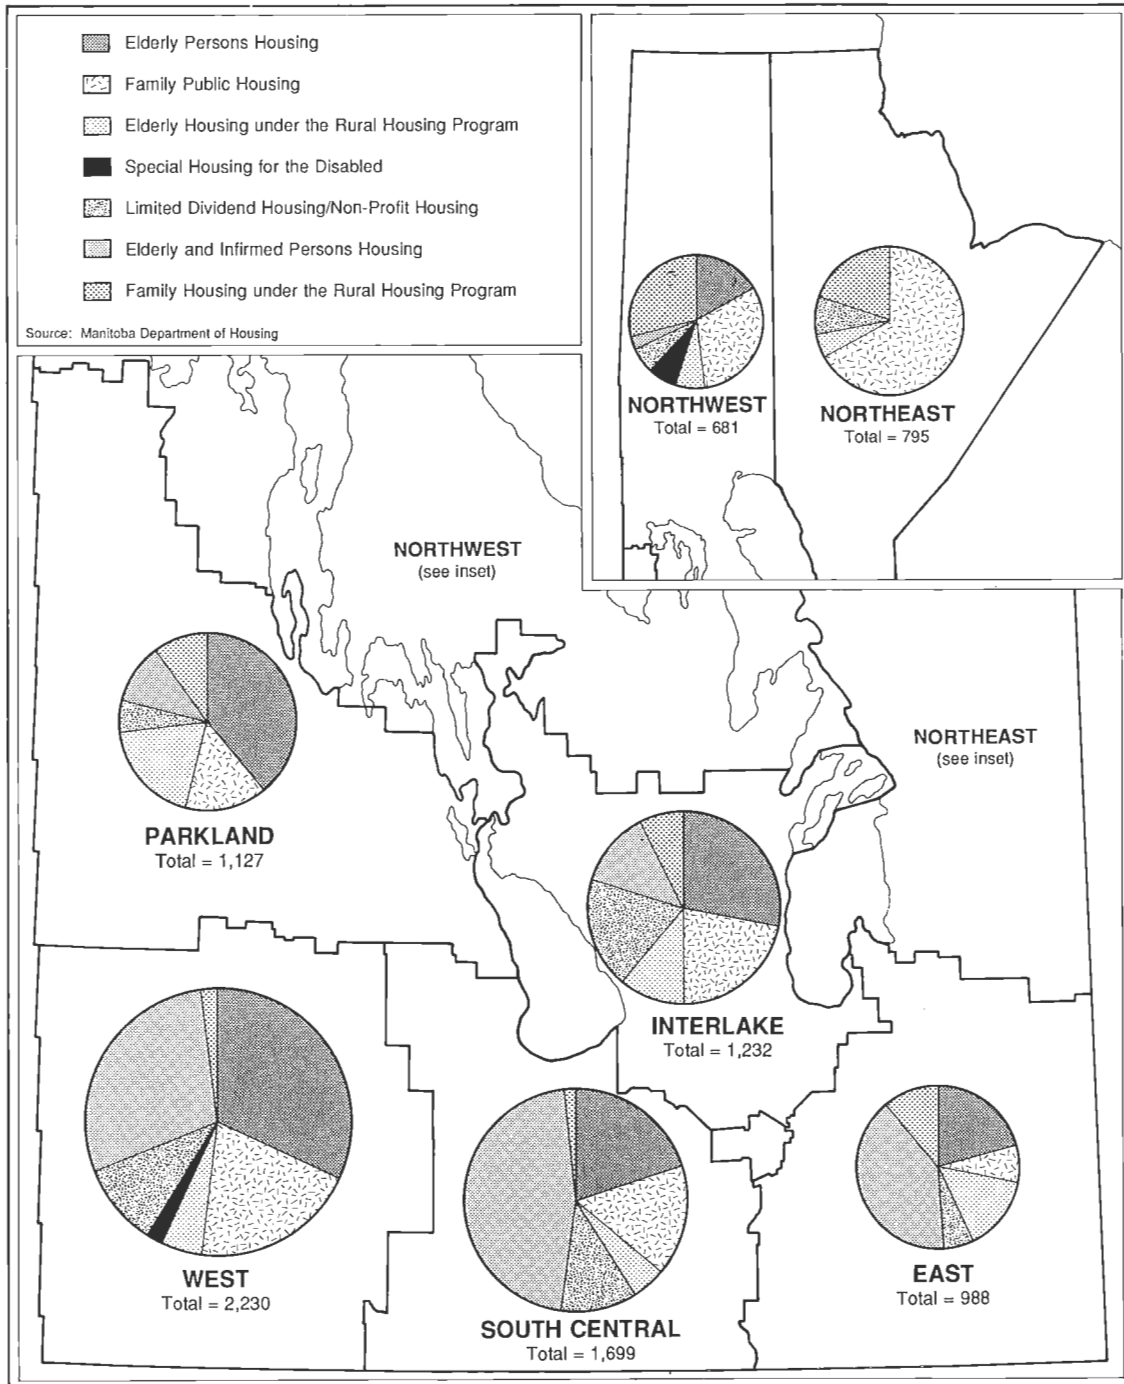 Elderly Persons Housing
Family Public Housing
Elderly Housing under the Rural Housing Program
Special Housing for the Disabled
Limited Dividend Housing/Non-Profit Housing
Elderly and Infirmed Persons Housing
Family Housing under the Rural Housing Program
Source: Manitoba Department of Housing
NORTHWEST
Total = 681
NORTHEAST
Total = 795
NORTHWEST
(see inset)
NORTHEAST
(see inset)
PARKLAND
Total = 1,127
INTERLAKE
Total = 1,232
WEST
Total = 2,230
SOUTH CENTRAL
Total = 1,699
EAST
Total = 988